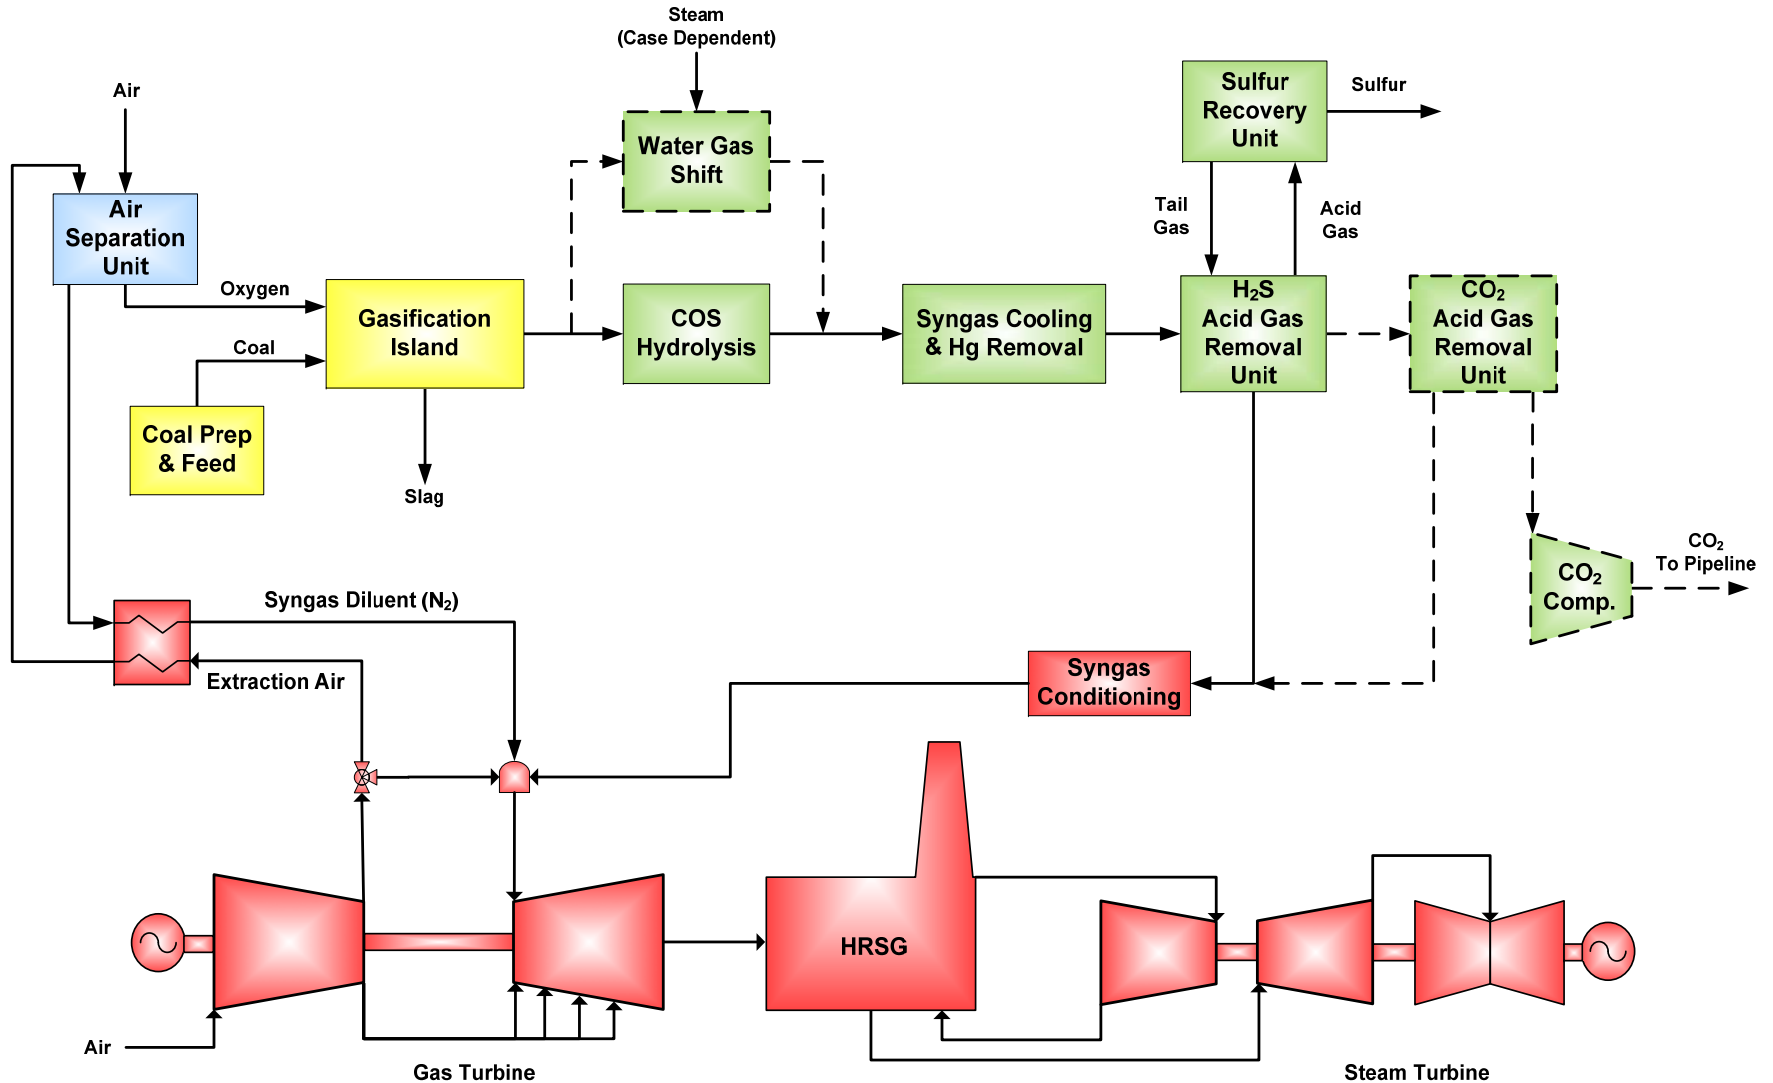 Steam
(Case Dependent)
Air
Water Gas
Shift
Sulfur
Recovery
Unit
Sulfur
Air
Separation
Unit
Tail
Gas
Acid
Gas
Oxygen
Gasification
Island
COS
Hydrolysis
Syngas Cooling
& Hg Removal
H₂S
Acid Gas
Removal
Unit
CO₂
Acid Gas
Removal
Unit
Coal
Coal Prep
& Feed
Slag
CO₂
Comp.
CO₂
To Pipeline
Syngas Diluent (N₂)
Extraction Air
Syngas
Conditioning
HRSG
Air
Gas Turbine
Steam Turbine